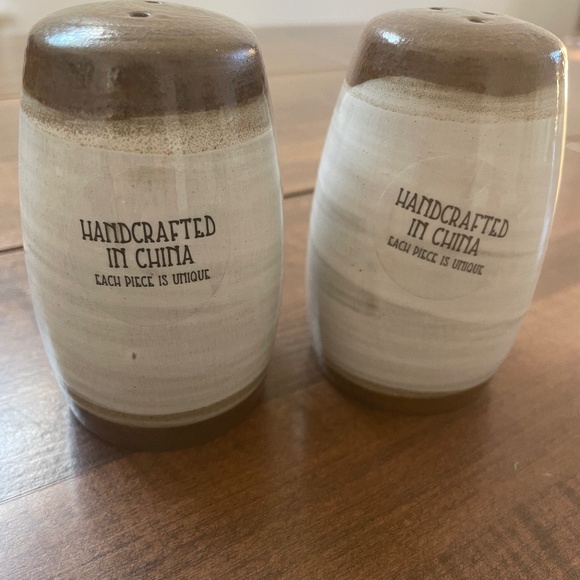 HANDCRAFTED
IN CHINA
EACH PIECE IS UNIQUE
HANDCRAFTED
IN CHINA
EACH PIECE IS UNIQUE